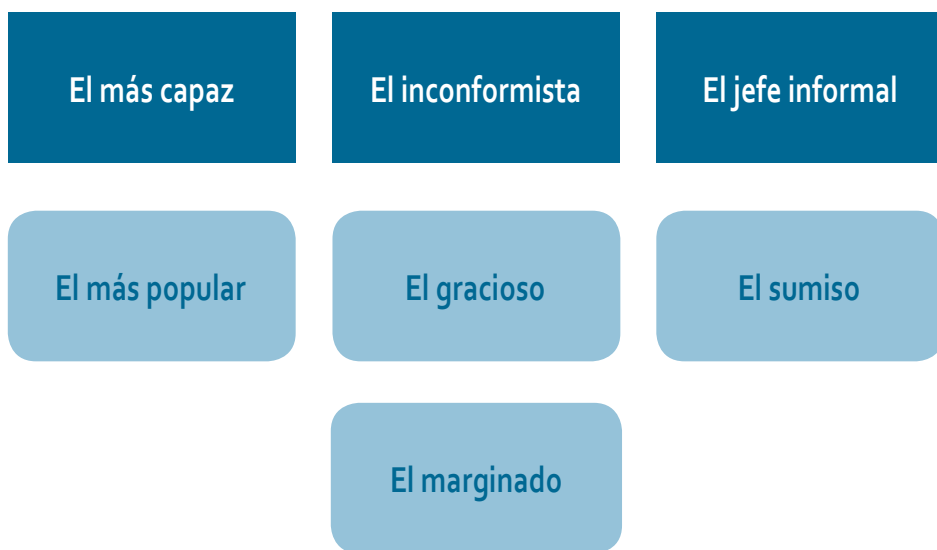 El más capaz
El inconformista
El jefe informal
El más popular
El gracioso
El sumiso
El marginado